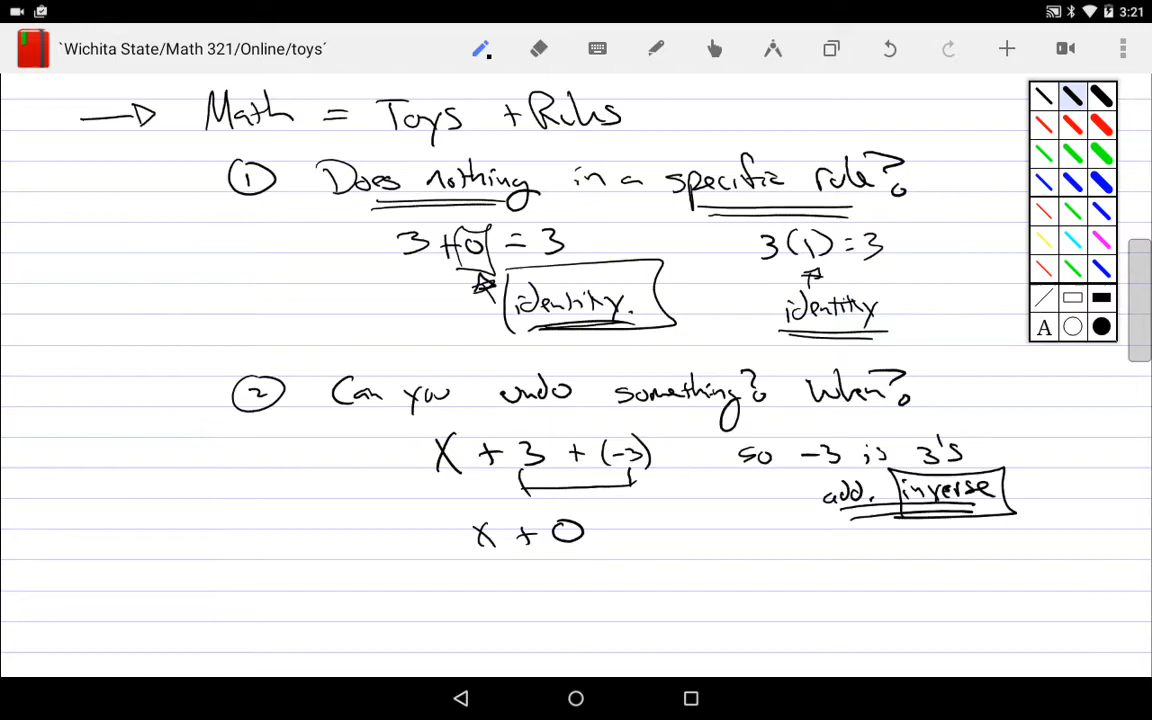 3:21
`Wichita State/Math 321/Online/toys´
Math = Toys + Rules
① Does nothing in a specific rule?
3 + 0 = 3 3(1) = 3
identity. identity
② Can you undo something? When?
X + 3 + (-3) so -3 is 3's
add. inverse
x + 0
A